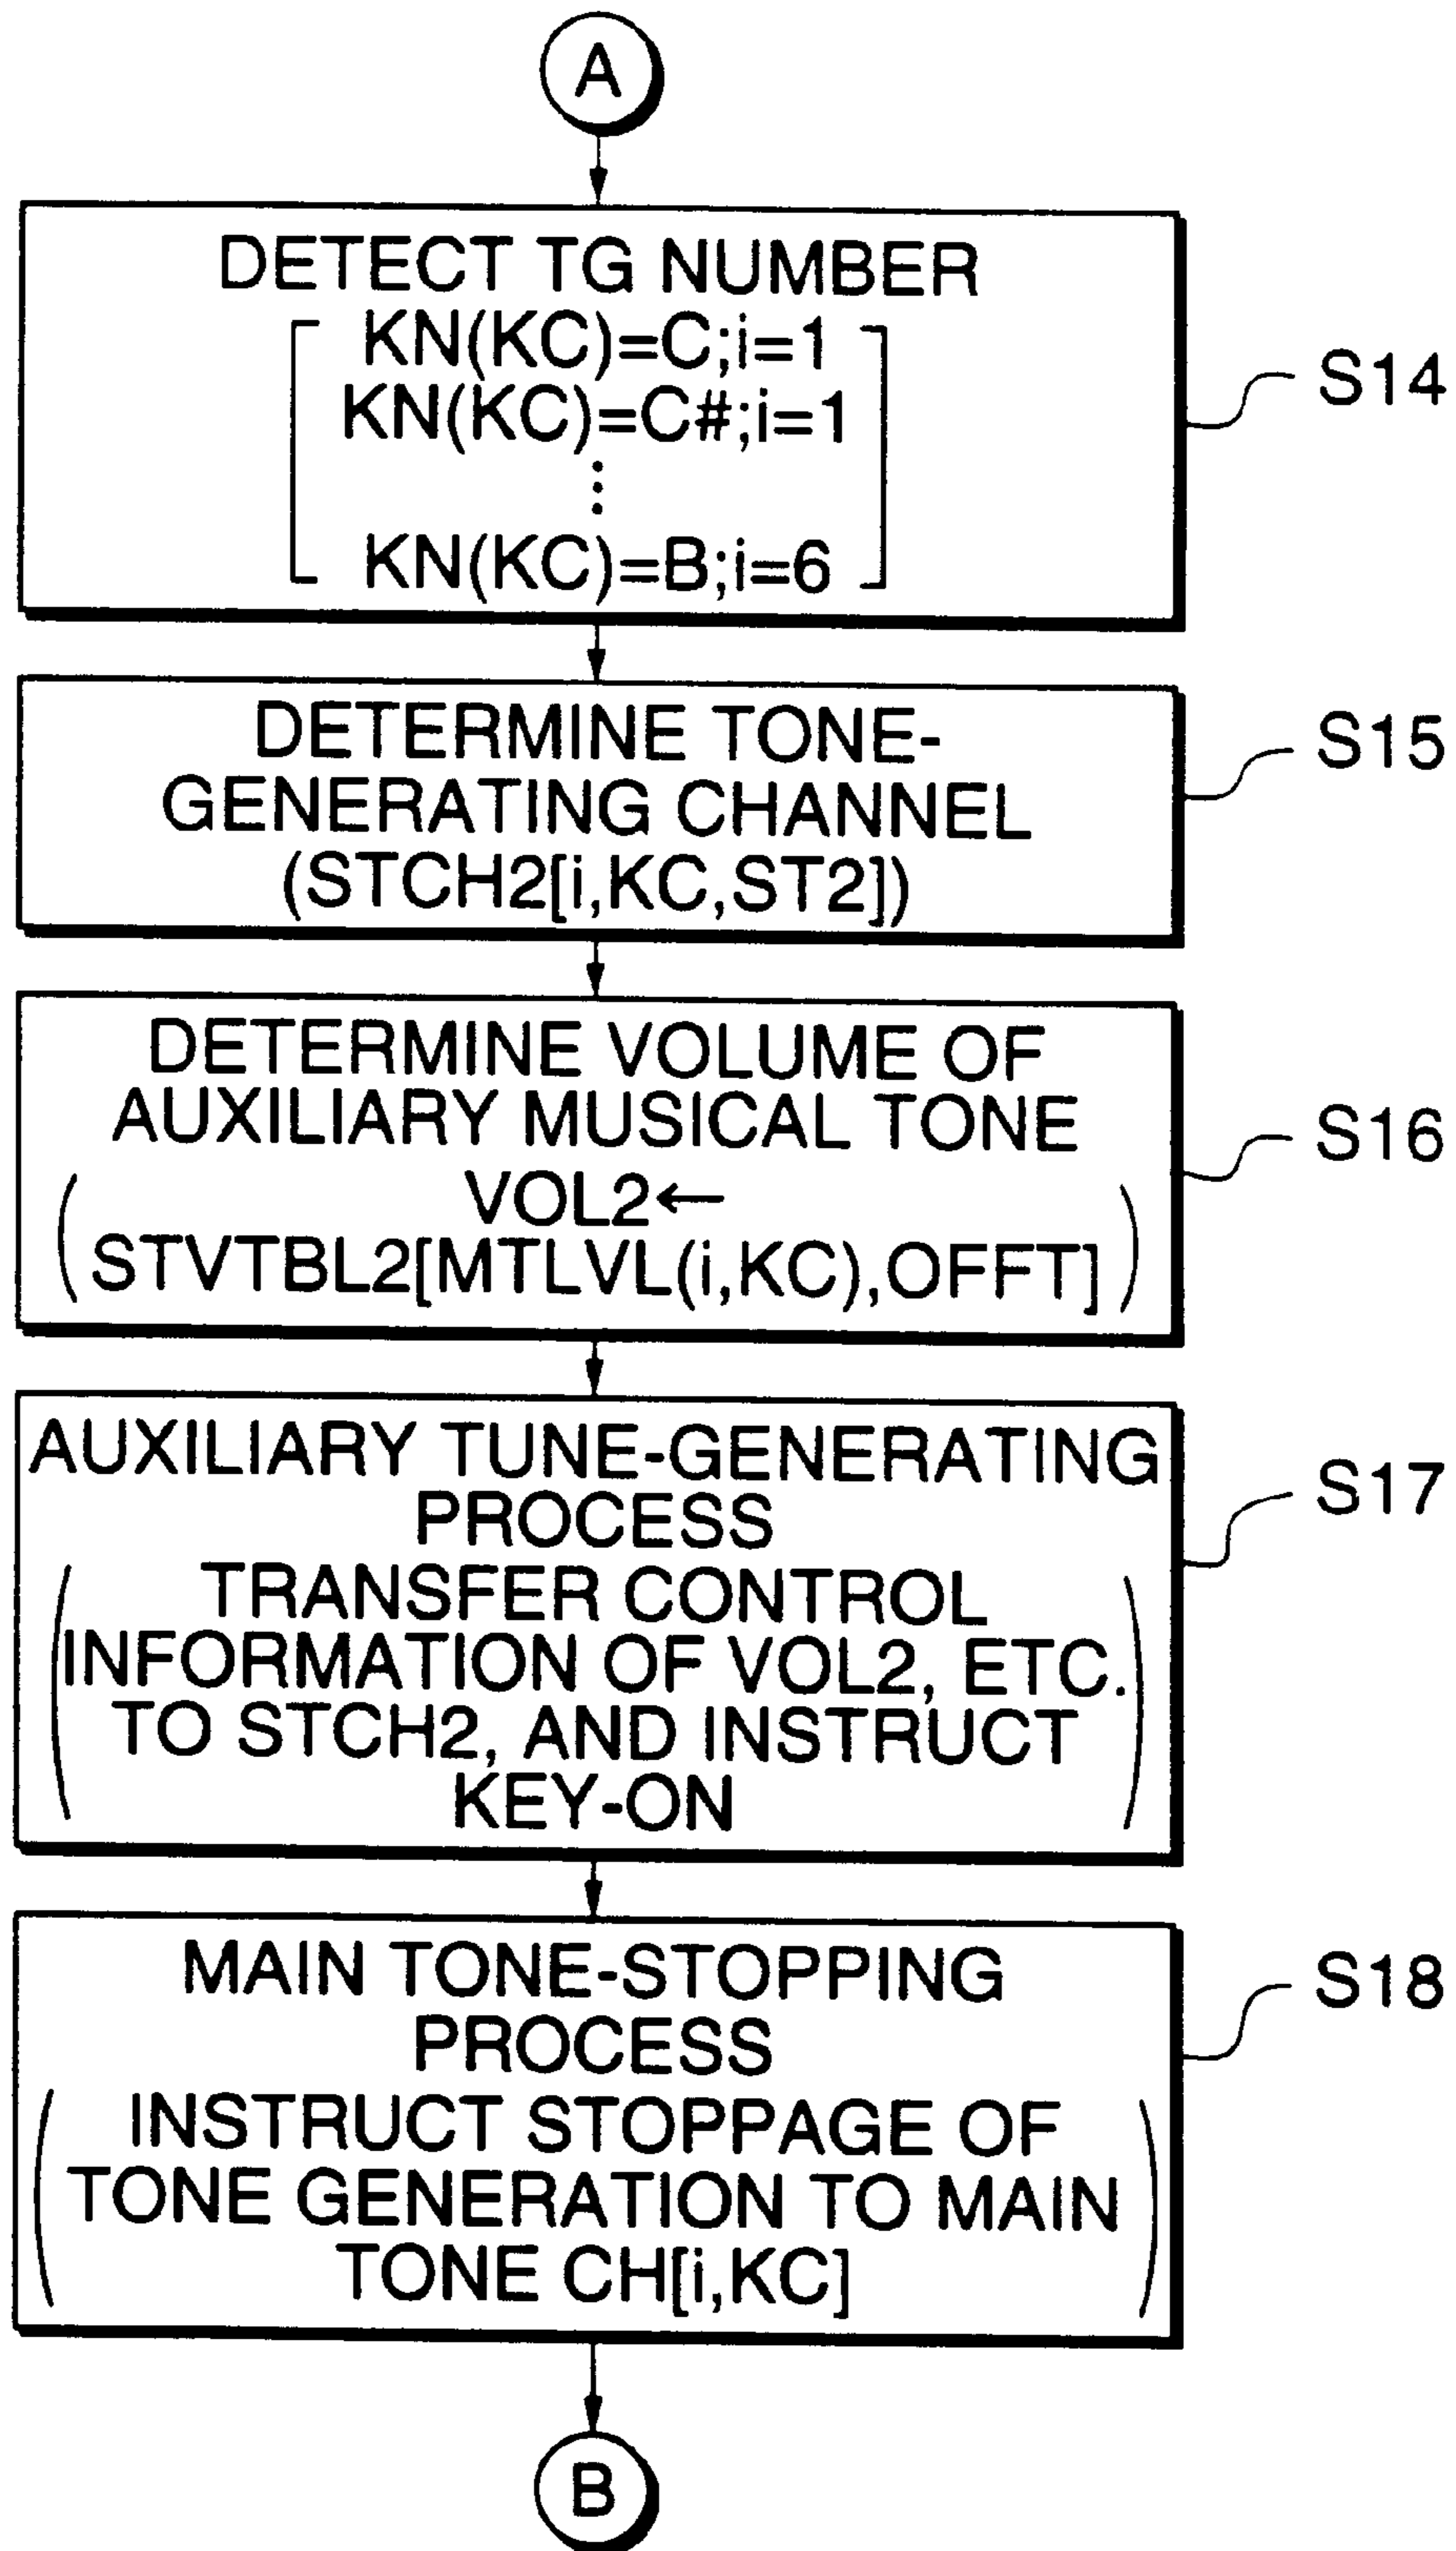 A
DETECT TG NUMBER
KN(KC)=C;i=1
KN(KC)=C#;i=1
KN(KC)=B;i=6
S14
DETERMINE TONE-
GENERATING CHANNEL
(STCH2[i,KC,ST2])
S15
DETERMINE VOLUME OF
AUXILIARY MUSICAL TONE
VOL2←
STVTBL2[MTLVL(i,KC),OFFT]
S16
AUXILIARY TUNE-GENERATING
PROCESS
TRANSFER CONTROL
INFORMATION OF VOL2, ETC.
TO STCH2, AND INSTRUCT
KEY-ON
S17
MAIN TONE-STOPPING
PROCESS
INSTRUCT STOPPAGE OF
TONE GENERATION TO MAIN
TONE CH[i,KC]
S18
B